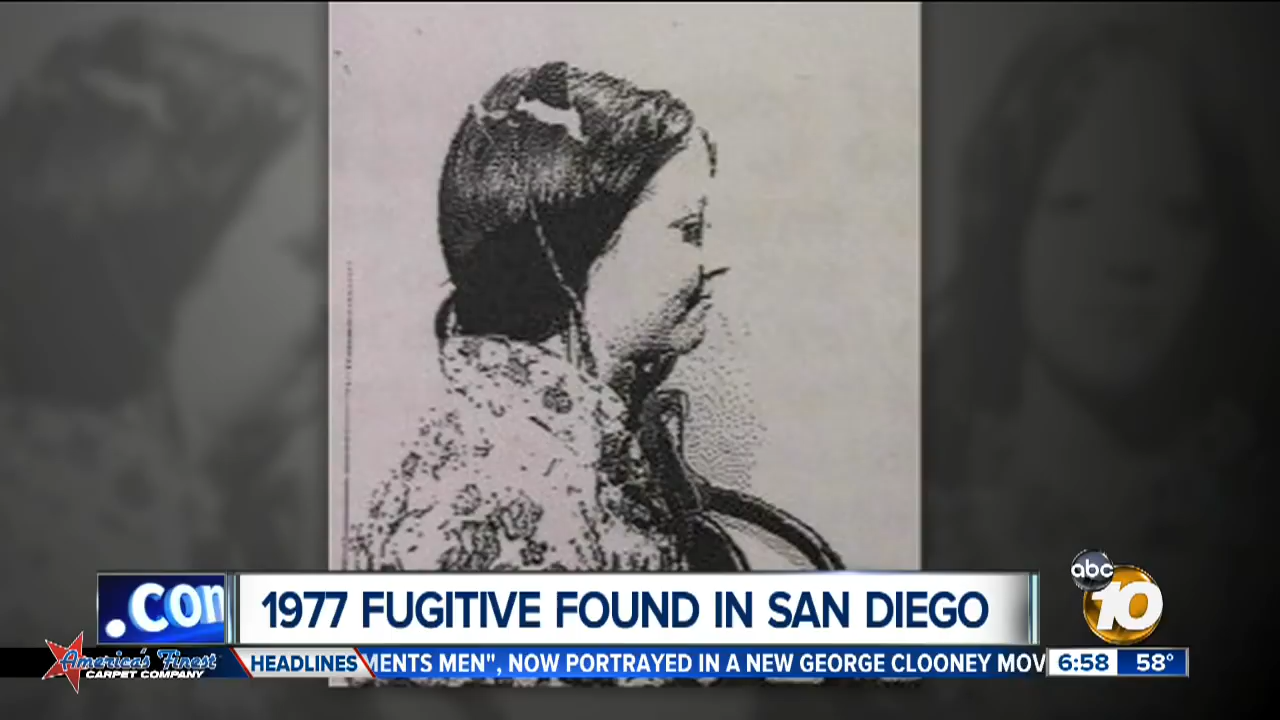 abc
10
.CON
1977 FUGITIVE FOUND IN SAN DIEGO
America's Finest
CARPET COMPANY
HEADLINES
MENTS MEN", NOW PORTRAYED IN A NEW GEORGE CLOONEY MOV
6:58
58°